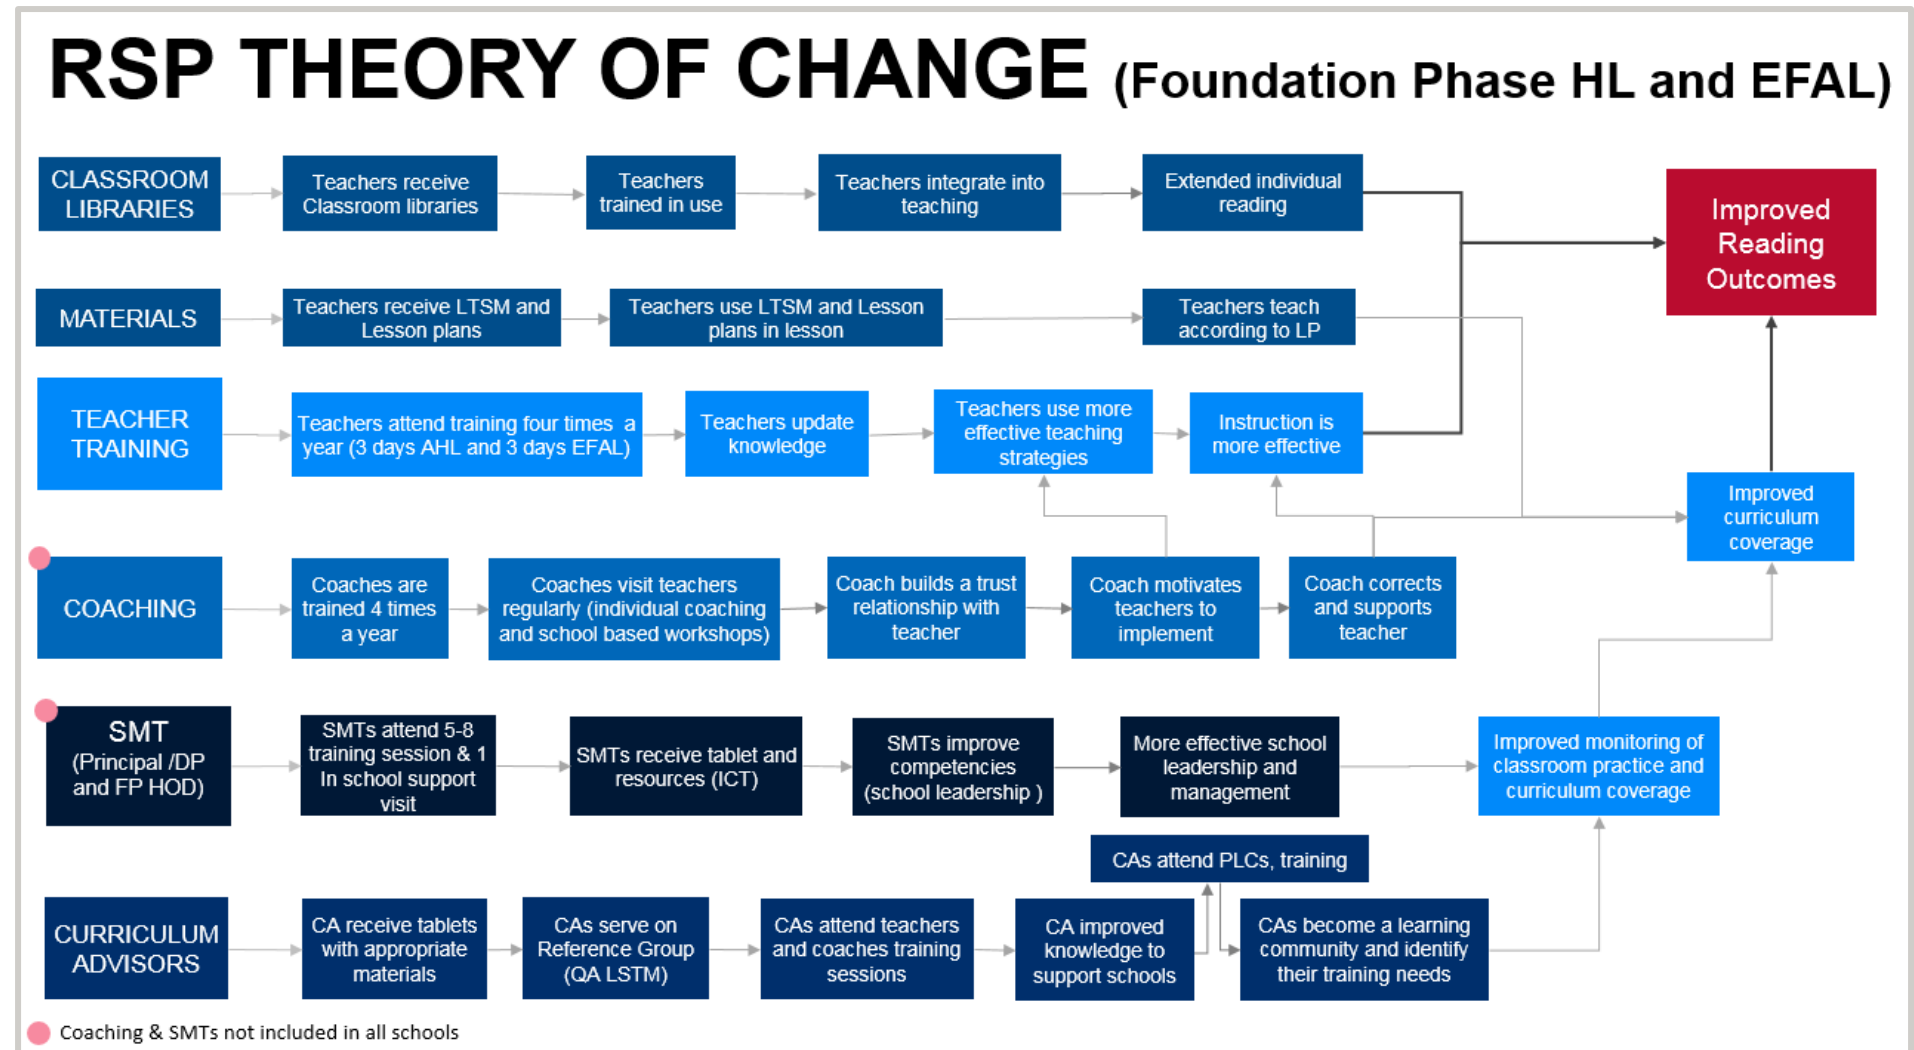 RSP THEORY OF CHANGE (Foundation Phase HL and EFAL)
CLASSROOM
LIBRARIES
Teachers receive
Classroom libraries
Teachers
trained in use
Teachers integrate into
teaching
Extended individual
reading
Improved
Reading
Outcomes
MATERIALS
Teachers receive LTSM and
Lesson plans
Teachers use LTSM and Lesson
plans in lesson
Teachers teach
according to LP
TEACHER
TRAINING
Teachers attend training four times a
year (3 days AHL and 3 days EFAL)
Teachers update
knowledge
Teachers use more
effective teaching
strategies
Instruction is
more effective
Improved
curriculum
coverage
COACHING
Coaches are
trained 4 times
a year
Coaches visit teachers
regularly (individual coaching
and school based workshops)
Coach builds a trust
relationship with
teacher
Coach motivates
teachers to
implement
Coach corrects
and supports
teacher
SMT
(Principal /DP
and FP HOD)
SMTs attend 5-8
training session & 1
In school support
visit
SMTs receive tablet and
resources (ICT)
SMTs improve
competencies
(school leadership )
More effective school
leadership and
management
Improved monitoring of
classroom practice and
curriculum coverage
CURRICULUM
ADVISORS
CA receive tablets
with appropriate
materials
CAs serve on
Reference Group
(QA LSTM)
CAs attend teachers
and coaches training
sessions
CA improved
knowledge to
support schools
CAs attend PLCs, training
CAs become a learning
community and identify
their training needs
Coaching & SMTs not included in all schools